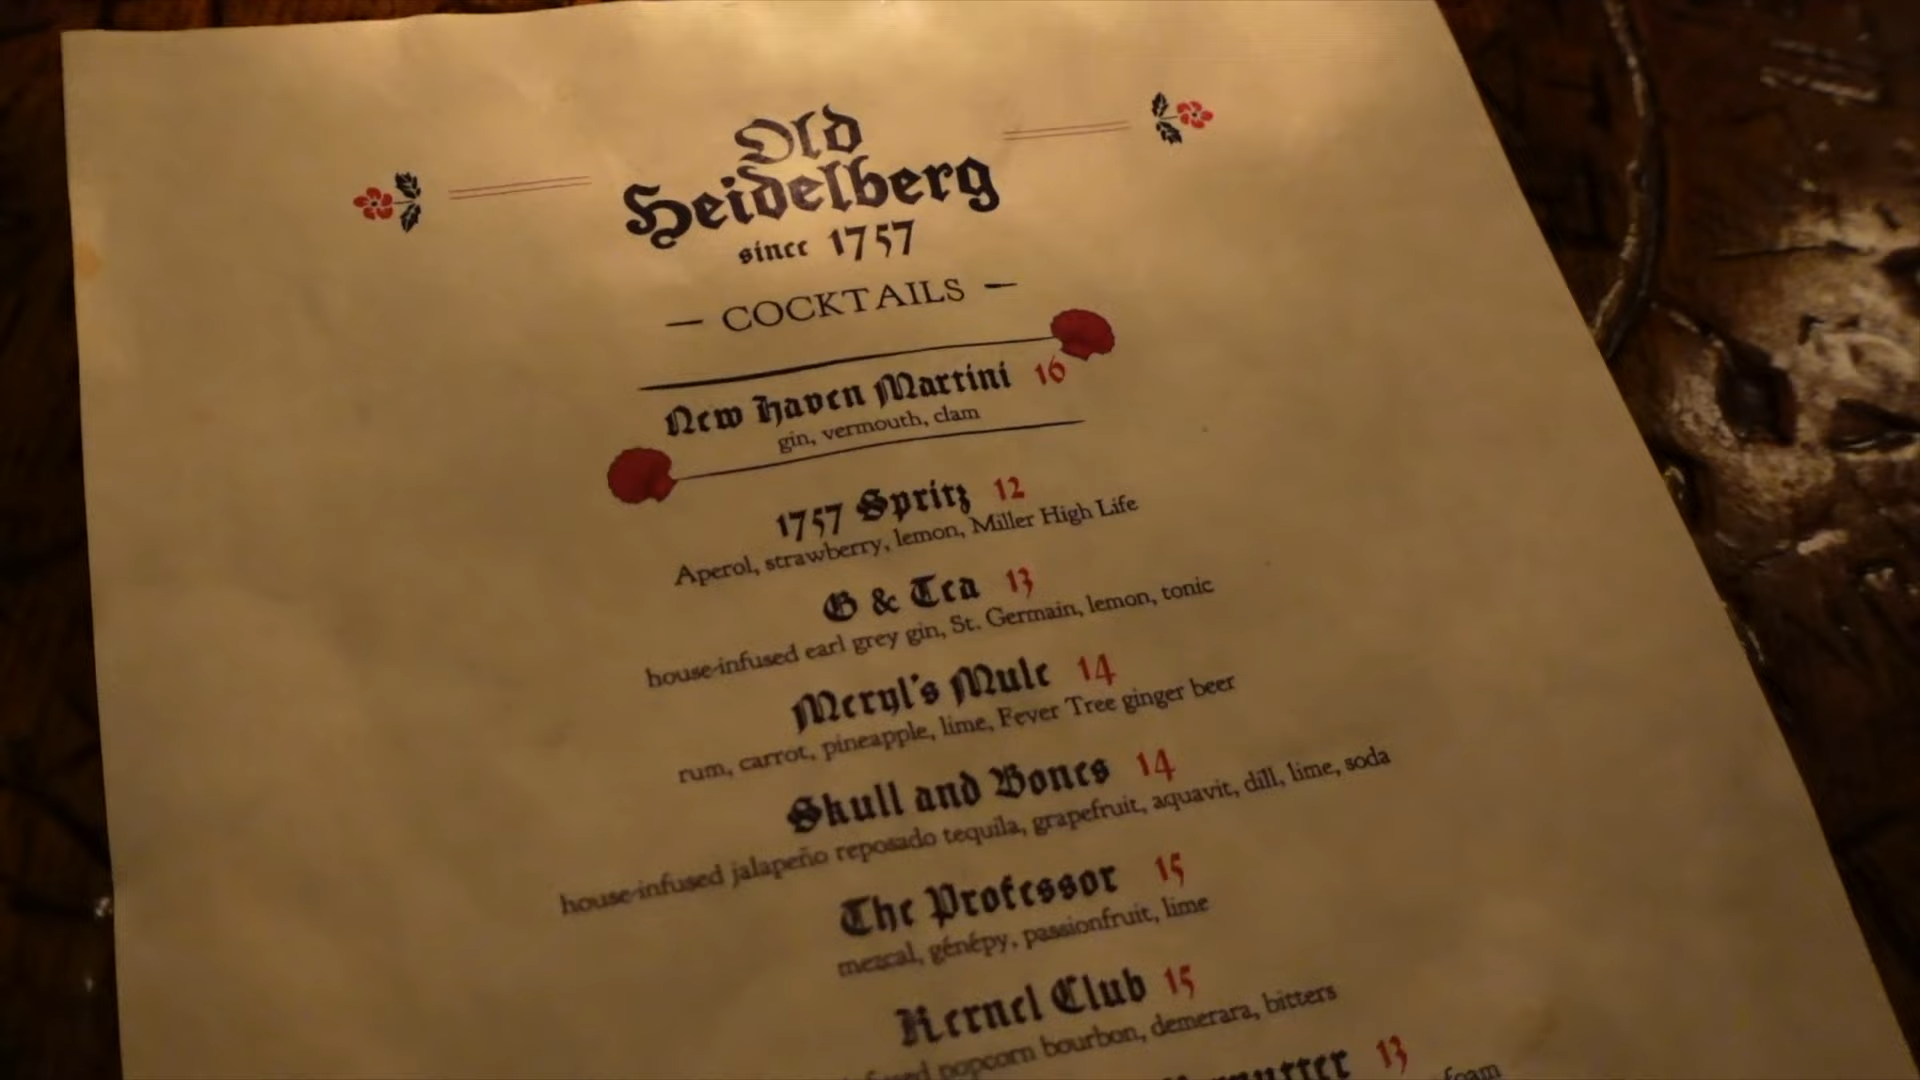 Old
Heidelberg
since 1757
— COCKTAILS —
New Haven Martini 16
gin, vermouth, clam
1757 Spritz 12
Aperol, strawberry, lemon, Miller High Life
G & Tea 13
house-infused earl grey gin, St. Germain, lemon, tonic
Meryl's Mule 14
rum, carrot, pineapple, lime, Fever Tree ginger beer
Skull and Bones 14
house-infused jalapeño reposado tequila, grapefruit, aquavit, dill, lime, soda
The Professor 15
mezcal, génépy, passionfruit, lime
Kernel Club 15
popcorn bourbon, demerara, bitters
13
foam